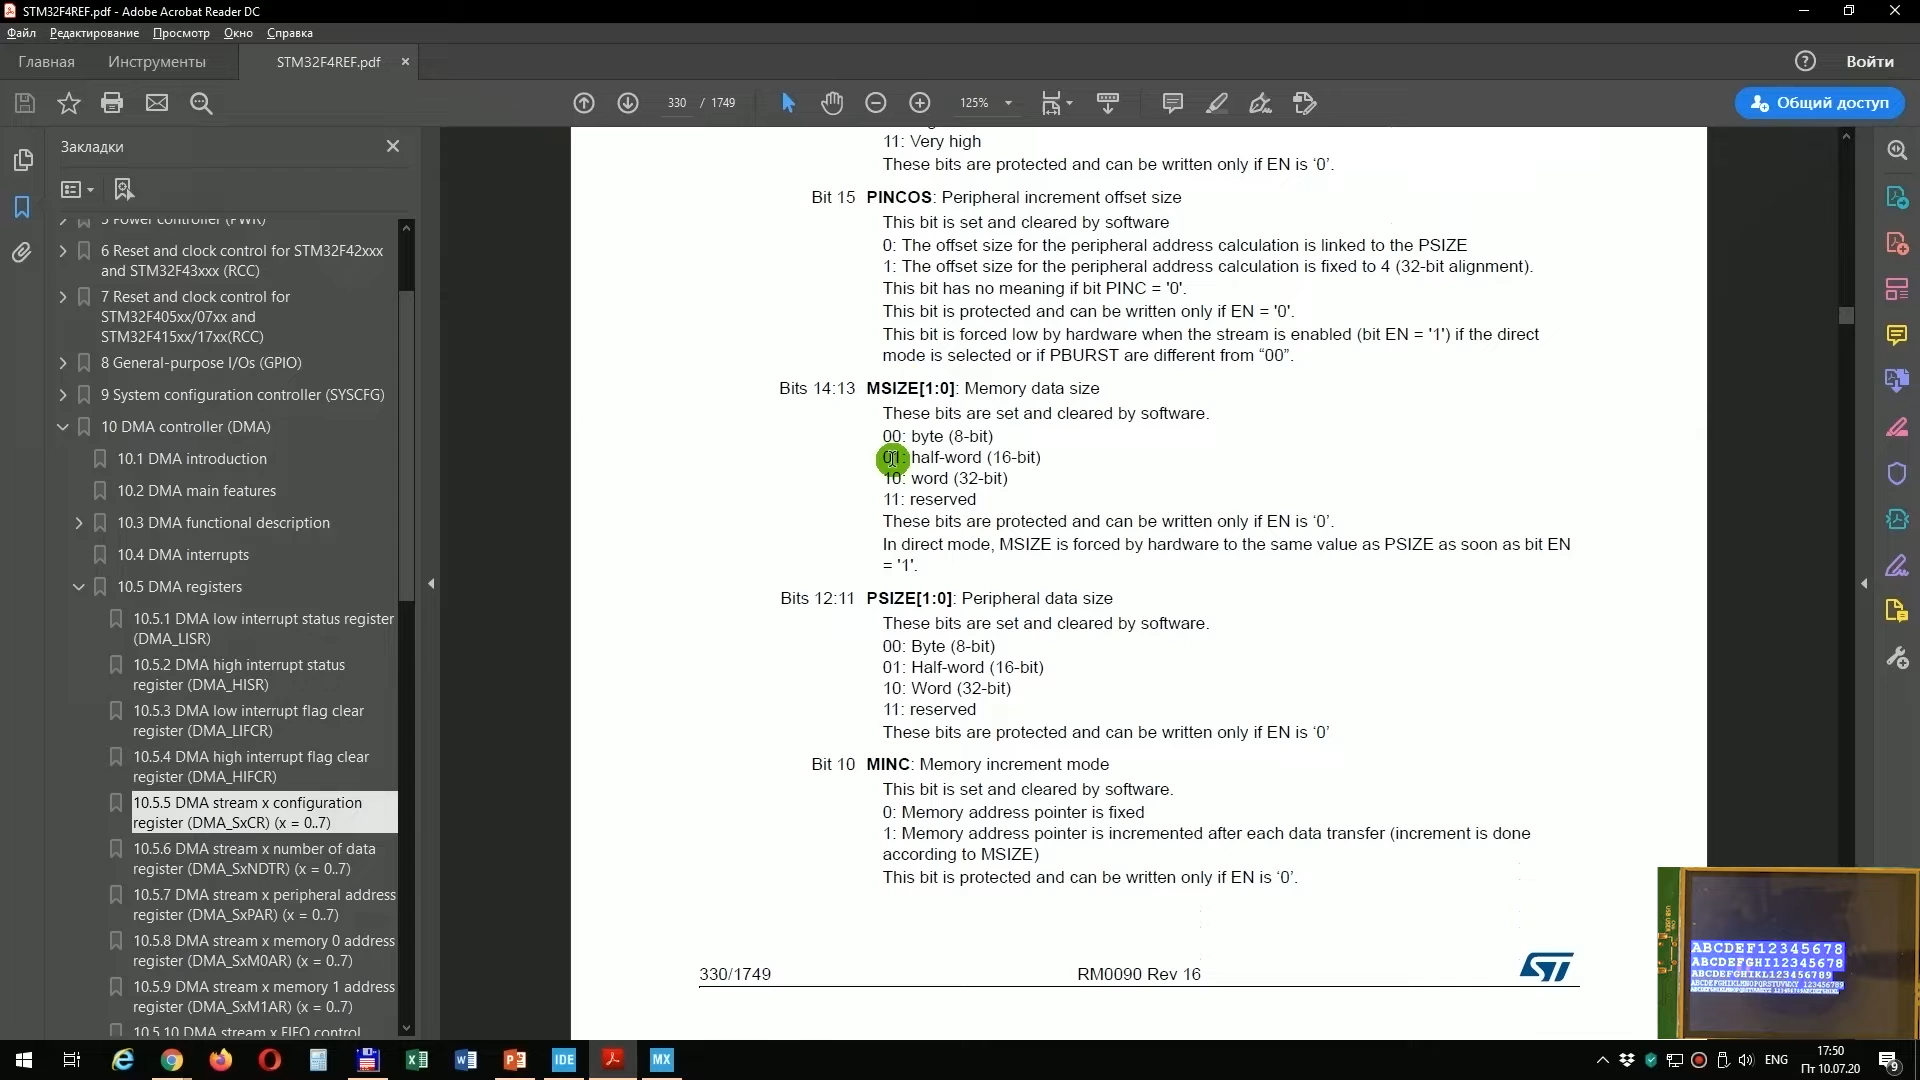 STM32F4REF.pdf - Adobe Acrobat Reader DC
Файл Редактирование Просмотр Окно Справка
Главная Инструменты STM32F4REF.pdf
Войти
330 / 1749 125%
Общий доступ
Закладки
5 Power controller (PWR)
6 Reset and clock control for STM32F42xxx
and STM32F43xxx (RCC)
7 Reset and clock control for
STM32F405xx/07xx and
STM32F415xx/17xx(RCC)
8 General-purpose I/Os (GPIO)
9 System configuration controller (SYSCFG)
10 DMA controller (DMA)
10.1 DMA introduction
10.2 DMA main features
10.3 DMA functional description
10.4 DMA interrupts
10.5 DMA registers
10.5.1 DMA low interrupt status register
(DMA_LISR)
10.5.2 DMA high interrupt status
register (DMA_HISR)
10.5.3 DMA low interrupt flag clear
register (DMA_LIFCR)
10.5.4 DMA high interrupt flag clear
register (DMA_HIFCR)
10.5.5 DMA stream x configuration
register (DMA_SxCR) (x = 0..7)
10.5.6 DMA stream x number of data
register (DMA_SxNDTR) (x = 0..7)
10.5.7 DMA stream x peripheral address
register (DMA_SxPAR) (x = 0..7)
10.5.8 DMA stream x memory 0 address
register (DMA_SxM0AR) (x = 0..7)
10.5.9 DMA stream x memory 1 address
register (DMA_SxM1AR) (x = 0..7)
10.5.10 DMA stream x FIFO control
11: Very high
These bits are protected and can be written only if EN is ‘0’.
Bit 15 PINCOS: Peripheral increment offset size
This bit is set and cleared by software
0: The offset size for the peripheral address calculation is linked to the PSIZE
1: The offset size for the peripheral address calculation is fixed to 4 (32-bit alignment).
This bit has no meaning if bit PINC = '0'.
This bit is protected and can be written only if EN = '0'.
This bit is forced low by hardware when the stream is enabled (bit EN = '1') if the direct
mode is selected or if PBURST are different from “00”.
Bits 14:13 MSIZE[1:0]: Memory data size
These bits are set and cleared by software.
00: byte (8-bit)
01: half-word (16-bit)
10: word (32-bit)
11: reserved
These bits are protected and can be written only if EN is ‘0’.
In direct mode, MSIZE is forced by hardware to the same value as PSIZE as soon as bit EN
= '1'.
Bits 12:11 PSIZE[1:0]: Peripheral data size
These bits are set and cleared by software.
00: Byte (8-bit)
01: Half-word (16-bit)
10: Word (32-bit)
11: reserved
These bits are protected and can be written only if EN is ‘0’
Bit 10 MINC: Memory increment mode
This bit is set and cleared by software.
0: Memory address pointer is fixed
1: Memory address pointer is incremented after each data transfer (increment is done
according to MSIZE)
This bit is protected and can be written only if EN is ‘0’.
330/1749 RM0090 Rev 16 ST
ABCDEF12345678
ABCDEFGHI12345678
ABCDEFGHIKL123456789
IDE MX
ENG
17:50
Пт 10.07.20
9